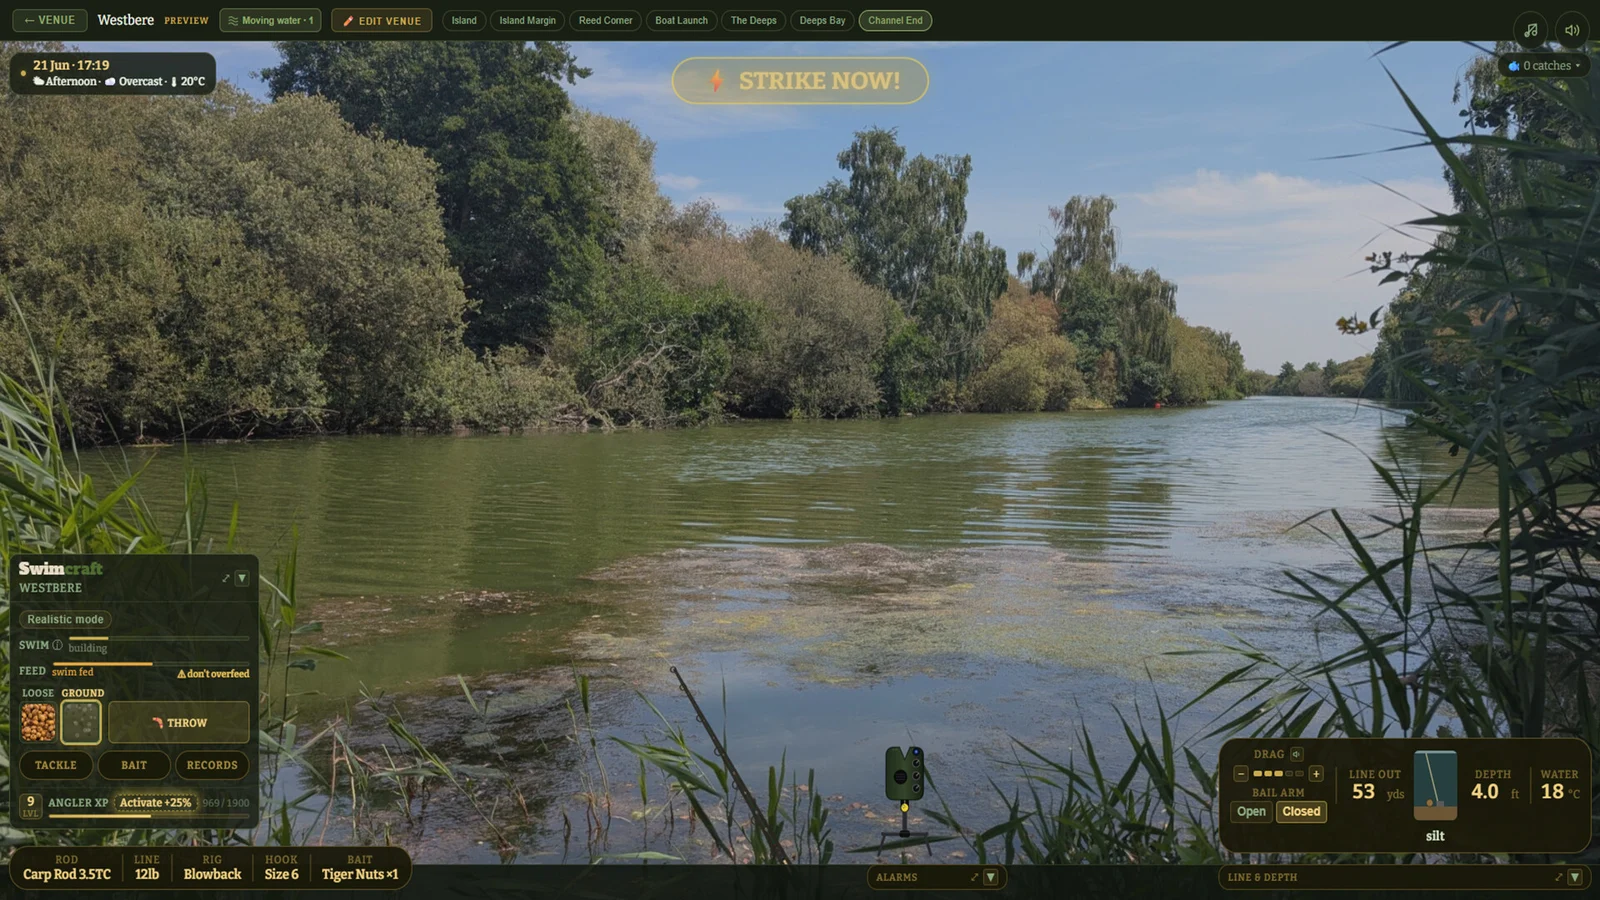 ← VENUE
Westbere PREVIEW
Moving water · 1
EDIT VENUE
Island
Island Margin
Reed Corner
Boat Launch
The Deeps
Deeps Bay
Channel End
21 Jun · 17:19
Afternoon · Overcast · 20°C
STRIKE NOW!
0 catches
Swimcraft
WESTBERE
Realistic mode
SWIM
building
FEED
swim fed
don't overfeed
LOOSE GROUND
THROW
TACKLE
BAIT
RECORDS
9 LVL
ANGLER XP
Activate +25%
969/1900
ROD
Carp Rod 3.5TC
LINE
12lb
RIG
Blowback
HOOK
Size 6
BAIT
Tiger Nuts ×1
ALARMS
DRAG
− +
BAIL ARM
Open Closed
LINE OUT
53 yds
silt
DEPTH
4.0 ft
WATER
18 °C
LINE & DEPTH